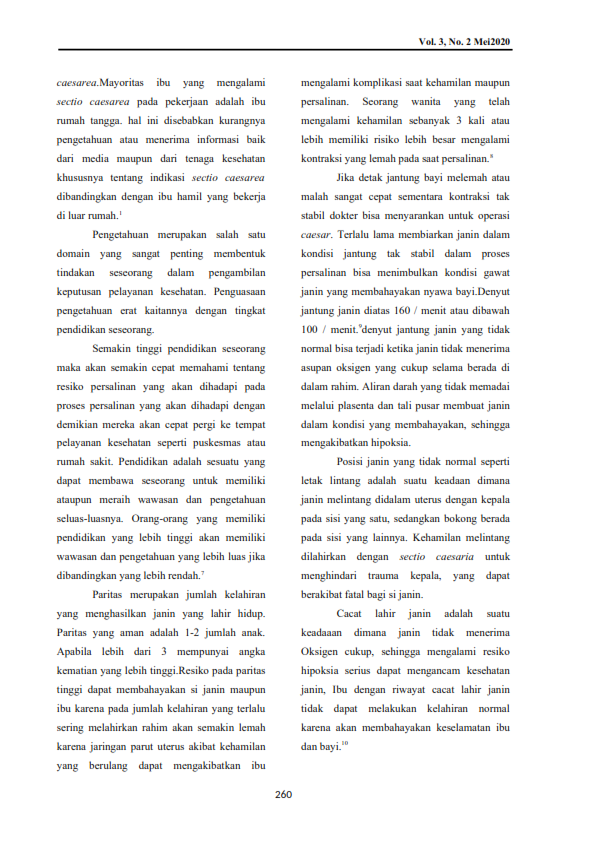 Vol. 3, No. 2 Mei2020
caesarea.Mayoritas ibu yang mengalami
sectio caesarea pada pekerjaan adalah ibu
rumah tangga. hal ini disebabkan kurangnya
pengetahuan atau menerima informasi baik
dari media maupun dari tenaga kesehatan
khususnya tentang indikasi sectio caesarea
dibandingkan dengan ibu hamil yang bekerja
di luar rumah.1
Pengetahuan merupakan salah satu
domain yang sangat penting membentuk
tindakan seseorang dalam pengambilan
keputusan pelayanan kesehatan. Penguasaan
pengetahuan erat kaitannya dengan tingkat
pendidikan seseorang.
Semakin tinggi pendidikan seseorang
maka akan semakin cepat memahami tentang
resiko persalinan yang akan dihadapi pada
proses persalinan yang akan dihadapi dengan
demikian mereka akan cepat pergi ke tempat
pelayanan kesehatan seperti puskesmas atau
rumah sakit. Pendidikan adalah sesuatu yang
dapat membawa seseorang untuk memiliki
ataupun meraih wawasan dan pengetahuan
seluas-luasnya. Orang-orang yang memiliki
pendidikan yang lebih tinggi akan memiliki
wawasan dan pengetahuan yang lebih luas jika
dibandingkan yang lebih rendah.7
Paritas merupakan jumlah kelahiran
yang menghasilkan janin yang lahir hidup.
Paritas yang aman adalah 1-2 jumlah anak.
Apabila lebih dari 3 mempunyai angka
kematian yang lebih tinggi.Resiko pada paritas
tinggi dapat membahayakan si janin maupun
ibu karena pada jumlah kelahiran yang terlalu
sering melahirkan rahim akan semakin lemah
karena jaringan parut uterus akibat kehamilan
yang berulang dapat mengakibatkan ibu
mengalami komplikasi saat kehamilan maupun
persalinan. Seorang wanita yang telah
mengalami kehamilan sebanyak 3 kali atau
lebih memiliki risiko lebih besar mengalami
kontraksi yang lemah pada saat persalinan.8
Jika detak jantung bayi melemah atau
malah sangat cepat sementara kontraksi tak
stabil dokter bisa menyarankan untuk operasi
caesar. Terlalu lama membiarkan janin dalam
kondisi jantung tak stabil dalam proses
persalinan bisa menimbulkan kondisi gawat
janin yang membahayakan nyawa bayi.Denyut
jantung janin diatas 160 / menit atau dibawah
100 / menit.9denyut jantung janin yang tidak
normal bisa terjadi ketika janin tidak menerima
asupan oksigen yang cukup selama berada di
dalam rahim. Aliran darah yang tidak memadai
melalui plasenta dan tali pusar membuat janin
dalam kondisi yang membahayakan, sehingga
mengakibatkan hipoksia.
Posisi janin yang tidak normal seperti
letak lintang adalah suatu keadaan dimana
janin melintang didalam uterus dengan kepala
pada sisi yang satu, sedangkan bokong berada
pada sisi yang lainnya. Kehamilan melintang
dilahirkan dengan sectio caesaria untuk
menghindari trauma kepala, yang dapat
berakibat fatal bagi si janin.
Cacat lahir janin adalah suatu
keadaaan dimana janin tidak menerima
Oksigen cukup, sehingga mengalami resiko
hipoksia serius dapat mengancam kesehatan
janin, Ibu dengan riwayat cacat lahir janin
tidak dapat melakukan kelahiran normal
karena akan membahayakan keselamatan ibu
dan bayi.10
260